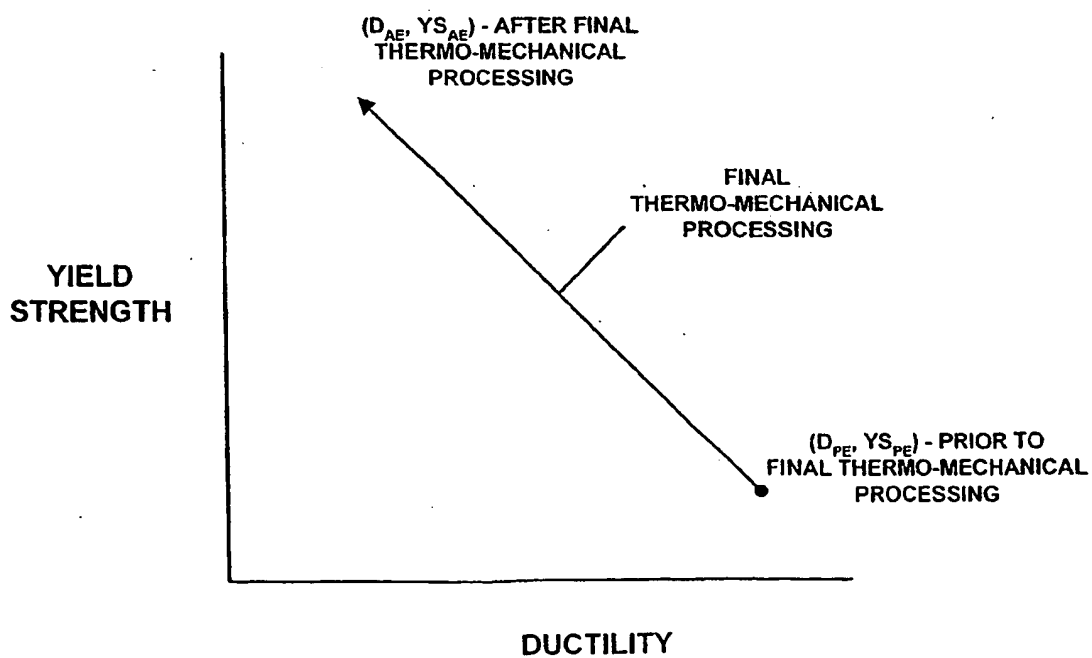 (D_AE, YS_AE) - AFTER FINAL
THERMO-MECHANICAL
PROCESSING
FINAL
THERMO-MECHANICAL
PROCESSING
YIELD
STRENGTH
(D_PE, YS_PE) - PRIOR TO
FINAL THERMO-MECHANICAL
PROCESSING
DUCTILITY